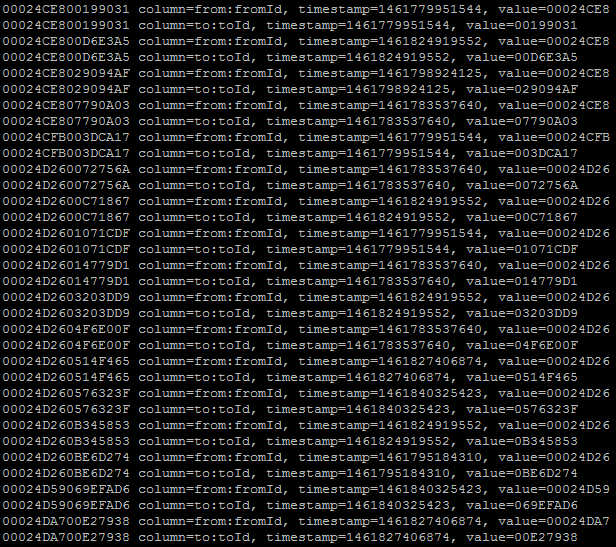 00024CE800199031 column=from:fromId, timestamp=1461779951544, value=00024CE8
00024CE800199031 column=to:toId, timestamp=1461779951544, value=00199031
00024CE800D6E3A5 column=from:fromId, timestamp=1461824919552, value=00024CE8
00024CE800D6E3A5 column=to:toId, timestamp=1461824919552, value=00D6E3A5
00024CE8029094AF column=from:fromId, timestamp=1461798924125, value=00024CE8
00024CE8029094AF column=to:toId, timestamp=1461798924125, value=029094AF
00024CE807790A03 column=from:fromId, timestamp=1461783537640, value=00024CE8
00024CE807790A03 column=to:toId, timestamp=1461783537640, value=07790A03
00024CFB003DCA17 column=from:fromId, timestamp=1461779951544, value=00024CFB
00024CFB003DCA17 column=to:toId, timestamp=1461779951544, value=003DCA17
00024D260072756A column=from:fromId, timestamp=1461783537640, value=00024D26
00024D260072756A column=to:toId, timestamp=1461783537640, value=0072756A
00024D2600C71867 column=from:fromId, timestamp=1461824919552, value=00024D26
00024D2600C71867 column=to:toId, timestamp=1461824919552, value=00C71867
00024D2601071CDF column=from:fromId, timestamp=1461779951544, value=00024D26
00024D2601071CDF column=to:toId, timestamp=1461779951544, value=01071CDF
00024D26014779D1 column=from:fromId, timestamp=1461783537640, value=00024D26
00024D26014779D1 column=to:toId, timestamp=1461783537640, value=014779D1
00024D2603203DD9 column=from:fromId, timestamp=1461824919552, value=00024D26
00024D2603203DD9 column=to:toId, timestamp=1461824919552, value=03203DD9
00024D2604F6E00F column=from:fromId, timestamp=1461783537640, value=00024D26
00024D2604F6E00F column=to:toId, timestamp=1461783537640, value=04F6E00F
00024D260514F465 column=from:fromId, timestamp=1461827406874, value=00024D26
00024D260514F465 column=to:toId, timestamp=1461827406874, value=0514F465
00024D260576323F column=from:fromId, timestamp=1461840325423, value=00024D26
00024D260576323F column=to:toId, timestamp=1461840325423, value=0576323F
00024D260B345853 column=from:fromId, timestamp=1461824919552, value=00024D26
00024D260B345853 column=to:toId, timestamp=1461824919552, value=0B345853
00024D260BE6D274 column=from:fromId, timestamp=1461795184310, value=00024D26
00024D260BE6D274 column=to:toId, timestamp=1461795184310, value=0BE6D274
00024D59069EFAD6 column=from:fromId, timestamp=1461840325423, value=00024D59
00024D59069EFAD6 column=to:toId, timestamp=1461840325423, value=069EFAD6
00024DA700E27938 column=from:fromId, timestamp=1461827406874, value=00024DA7
00024DA700E27938 column=to:toId, timestamp=1461827406874, value=00E27938